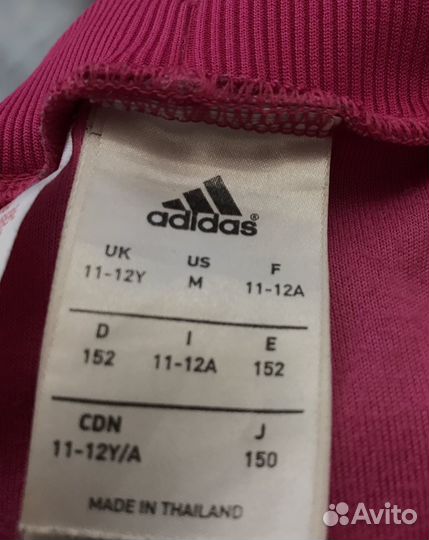 adidas®
UK US F
11-12Y M 11-12A
D I E
152 11-12A 152
CDN J
11-12Y/A 150
MADE IN THAILAND
Avito